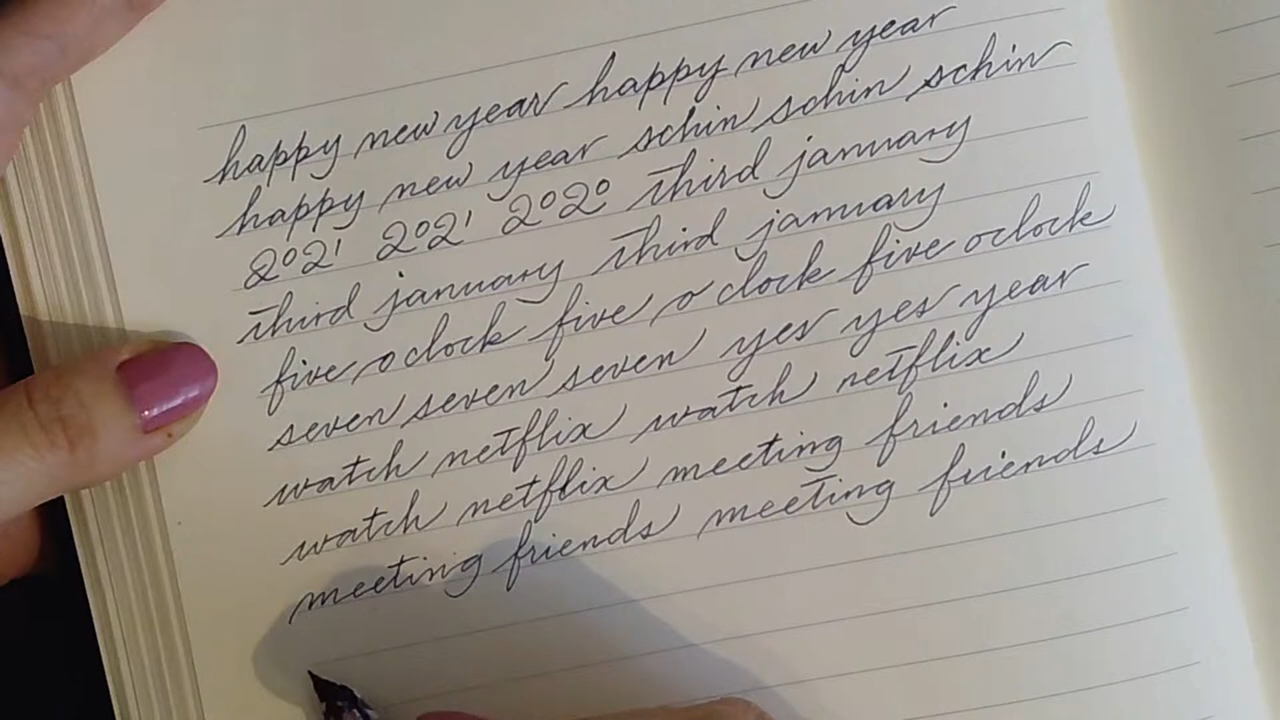 happy new year happy new year
happy new year schin schin schin
2021 2021 2020 third january
third january third january
five oclock five o'clock five oclock
seven seven seven yes yes year
watch netflix watch netflix
watch netflix meeting friends
meeting friends meeting friends